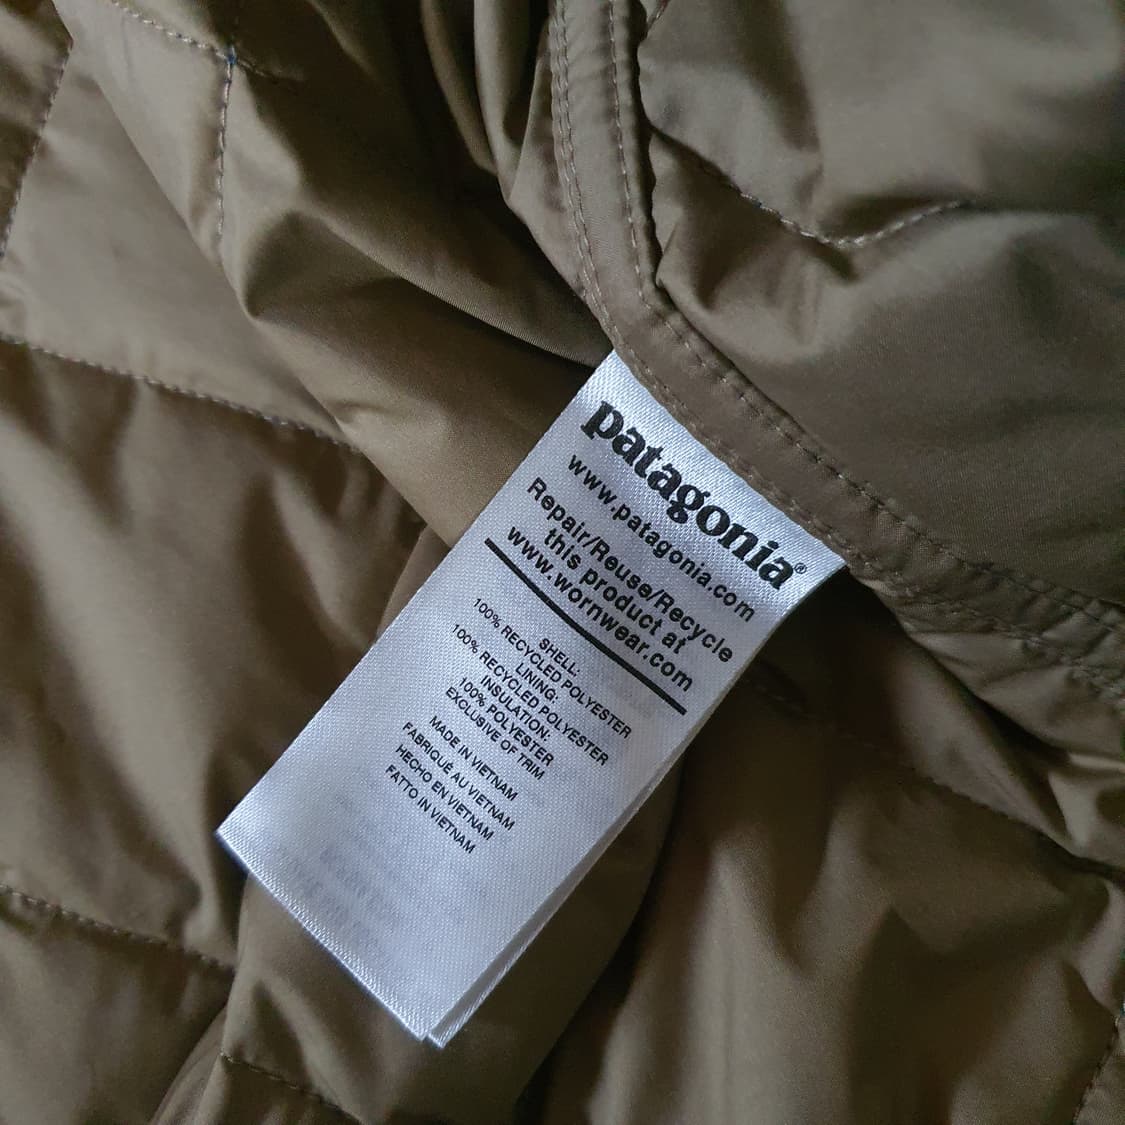 patagonia®
www.patagonia.com
Repair/Reuse/Recycle
this product at
www.wornwear.com
SHELL:
100% RECYCLED POLYESTER
LINING:
100% RECYCLED POLYESTER
INSULATION:
100% POLYESTER
EXCLUSIVE OF TRIM
MADE IN VIETNAM
FABRIQUÉ AU VIETNAM
HECHO EN VIETNAM
FATTO IN VIETNAM